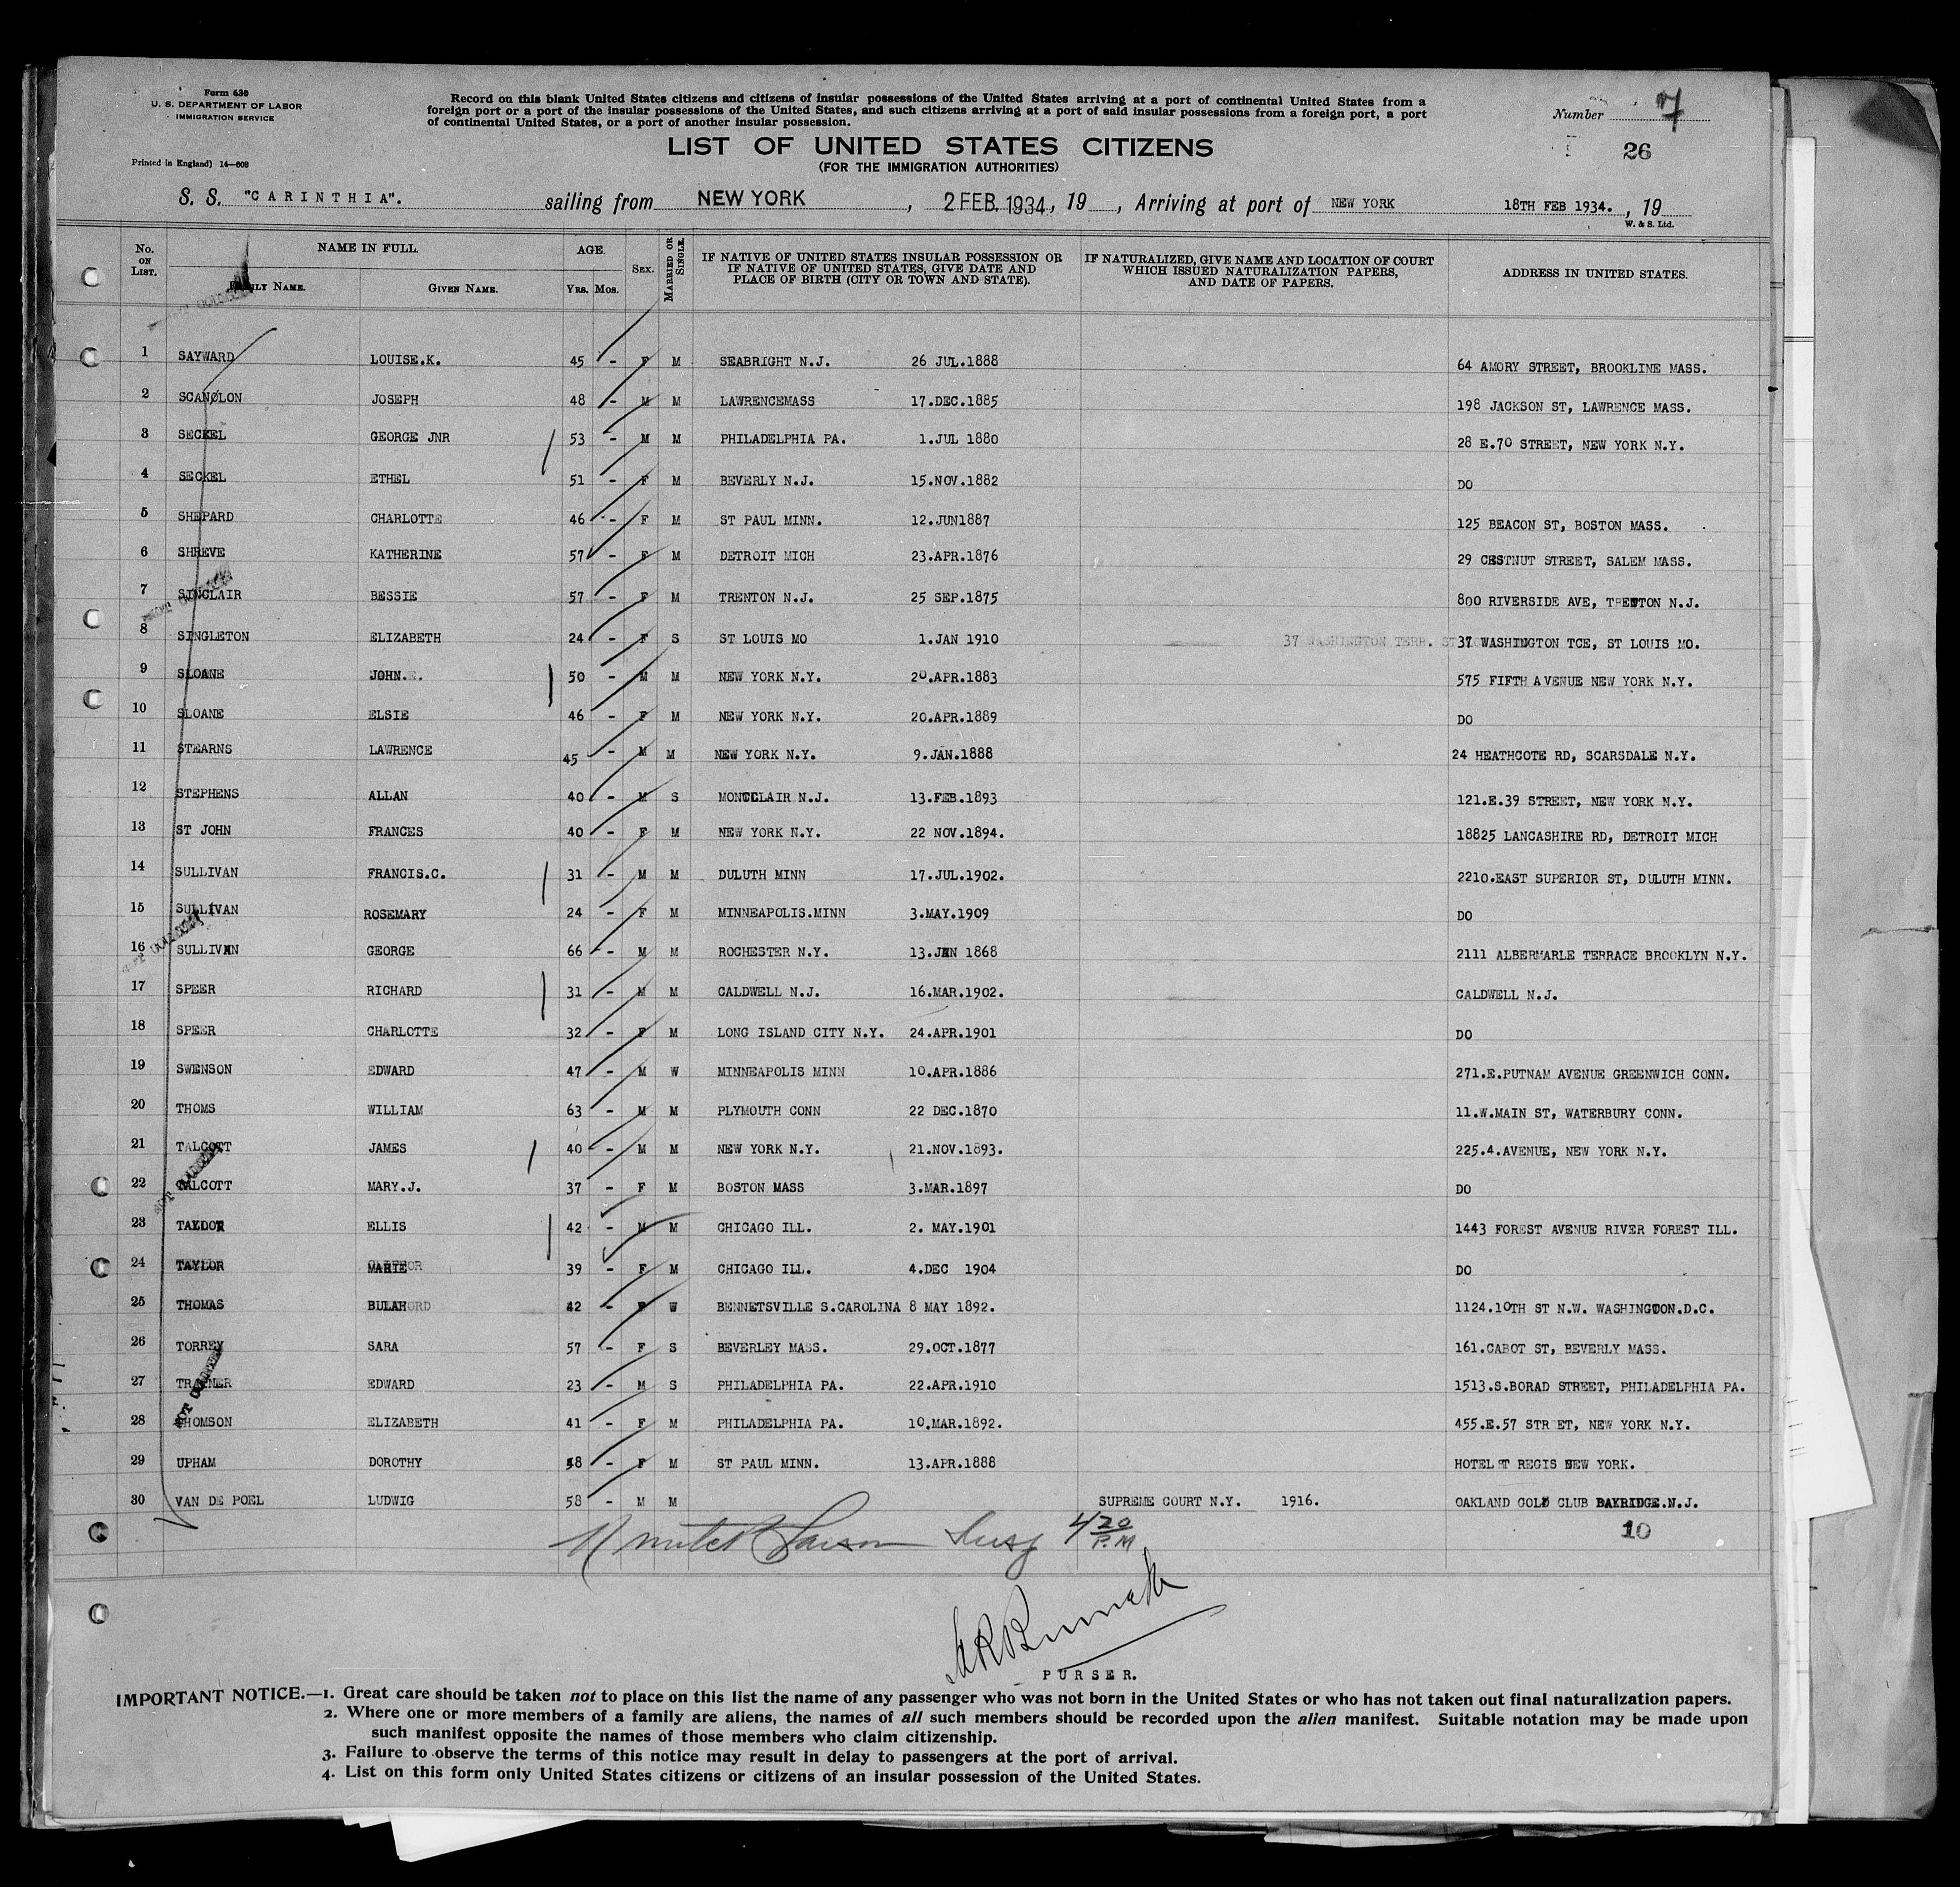 Form 630
U. S. DEPARTMENT OF LABOR
IMMIGRATION SERVICE
Printed in England) 14—608
Record on this blank United States citizens and citizens of insular possessions of the United States arriving at a port of continental United States from a
foreign port or a port of the insular possessions of the United States, and such citizens arriving at a port of said insular possessions from a foreign port, a port
of continental United States, or a port of another insular possession.
Number 7
26
LIST OF UNITED STATES CITIZENS
(FOR THE IMMIGRATION AUTHORITIES)
S. S. "CARINTHIA". sailing from NEW YORK , 2 FEB. 1934, 19 , Arriving at port of NEW YORK 18TH FEB 1934. , 19
W. & S. Ltd.
No. ON LIST. NAME IN FULL. FAMILY NAME. GIVEN NAME. AGE. YRS. MOS. SEX. MARRIED OR SINGLE. IF NATIVE OF UNITED STATES INSULAR POSSESSION OR IF NATIVE OF UNITED STATES, GIVE DATE AND PLACE OF BIRTH (CITY OR TOWN AND STATE). IF NATURALIZED, GIVE NAME AND LOCATION OF COURT WHICH ISSUED NATURALIZATION PAPERS, AND DATE OF PAPERS. ADDRESS IN UNITED STATES.
1 SAYWARD LOUISE.K. 45 - F M SEABRIGHT N.J. 26 JUL.1888 64 AMORY STREET, BROOKLINE MASS.
2 SCANOLON JOSEPH 48 - M M LAWRENCEMASS 17.DEC.1885 198 JACKSON ST, LAWRENCE MASS.
3 SECKEL GEORGE JNR 53 - M M PHILADELPHIA PA. 1.JUL 1880 28 E.70 STREET, NEW YORK N.Y.
4 SECKEL ETHEL 51 - F M BEVERLY N.J. 15.NOV.1882 DO
5 SHEPARD CHARLOTTE 46 - F M ST PAUL MINN. 12.JUN1887 125 BEACON ST, BOSTON MASS.
6 SHREVE KATHERINE 57 - F M DETROIT MICH 23.APR.1876 29 CHSTNUT STREET, SALEM MASS.
7 SINCLAIR BESSIE 57 - F M TRENTON N.J. 25 SEP.1875 800 RIVERSIDE AVE, TRENTON N.J.
8 SINGLETON ELIZABETH 24 - F S ST LOUIS MO 1.JAN 1910 37 WASHINGTON TERR. ST 37 WASHINGTON TCE, ST LOUIS MO.
9 SLOANE JOHN.E. 50 - M M NEW YORK N.Y. 20.APR.1883 575 FIFTH AVENUE NEW YORK N.Y.
10 SLOANE ELSIE 46 - F M NEW YORK N.Y. 20.APR.1889 DO
11 STEARNS LAWRENCE 45 - M M NEW YORK N.Y. 9.JAN.1888 24 HEATHCOTE RD, SCARSDALE N.Y.
12 STEPHENS ALLAN 40 - M S MONTCLAIR N.J. 13.FEB.1893 121.E.39 STREET, NEW YORK N.Y.
13 ST JOHN FRANCES 40 - F M NEW YORK N.Y. 22 NOV.1894. 18825 LANCASHIRE RD, DETROIT MICH
14 SULLIVAN FRANCIS.C. 31 - M M DULUTH MINN 17.JUL.1902. 2210.EAST SUPERIOR ST, DULUTH MINN.
15 SULLIVAN ROSEMARY 24 - F M MINNEAPOLIS.MINN 3.MAY.1909 DO
16 SULLIVAN GEORGE 66 - M M ROCHESTER N.Y. 13.JAN 1868 2111 ALBERMARLE TERRACE BROOKLYN N.Y.
17 SPEER RICHARD 31 - M M CALDWELL N.J. 16.MAR.1902. CALDWELL N.J.
18 SPEER CHARLOTTE 32 - F M LONG ISLAND CITY N.Y. 24.APR.1901 DO
19 SWENSON EDWARD 47 - M W MINNEAPOLIS MINN 10.APR.1886 271.E.PUTNAM AVENUE GREENWICH CONN.
20 THOMS WILLIAM 63 - M M PLYMOUTH CONN 22 DEC.1870 11.W.MAIN ST, WATERBURY CONN.
21 TALCOTT JAMES 40 - M M NEW YORK N.Y. 21.NOV.1893. 225.4.AVENUE, NEW YORK N.Y.
22 TALCOTT MARY.J. 37 - F M BOSTON MASS 3.MAR.1897 DO
23 TAYLOR ELLIS 42 - M M CHICAGO ILL. 2. MAY.1901 1443 FOREST AVENUE RIVER FOREST ILL.
24 TAYLOR MARIE 39 - F M CHICAGO ILL. 4.DEC 1904 DO
25 THOMAS BULAH 42 - F W BENNETSVILLE S.CAROLINA 8 MAY 1892. 1124.10TH ST N.W. WASHINGTON.D.C.
26 TORREY SARA 57 - F S BEVERLEY MASS. 29.OCT.1877 161.CABOT ST, BEVERLY MASS.
27 TRAINER EDWARD 23 - M S PHILADELPHIA PA. 22.APR.1910 1513.S.BORAD STREET, PHILADELPHIA PA.
28 THOMSON ELIZABETH 41 - F M PHILADELPHIA PA. 10.MAR.1892. 455.E.57 STR ET, NEW YORK N.Y.
29 UPHAM DOROTHY 48 - F M ST PAUL MINN. 13.APR.1888 HOTEL ST REGIS NEW YORK.
30 VAN DE POEL LUDWIG 58 - M M SUPREME COURT N.Y. 1916. OAKLAND GOLF CLUB BAYRIDGE.N.J.
4 20 P.M
10
PURSER.
IMPORTANT NOTICE.—1. Great care should be taken not to place on this list the name of any passenger who was not born in the United States or who has not taken out final naturalization papers.
2. Where one or more members of a family are aliens, the names of all such members should be recorded upon the alien manifest. Suitable notation may be made upon
such manifest opposite the names of those members who claim citizenship.
3. Failure to observe the terms of this notice may result in delay to passengers at the port of arrival.
4. List on this form only United States citizens or citizens of an insular possession of the United States.